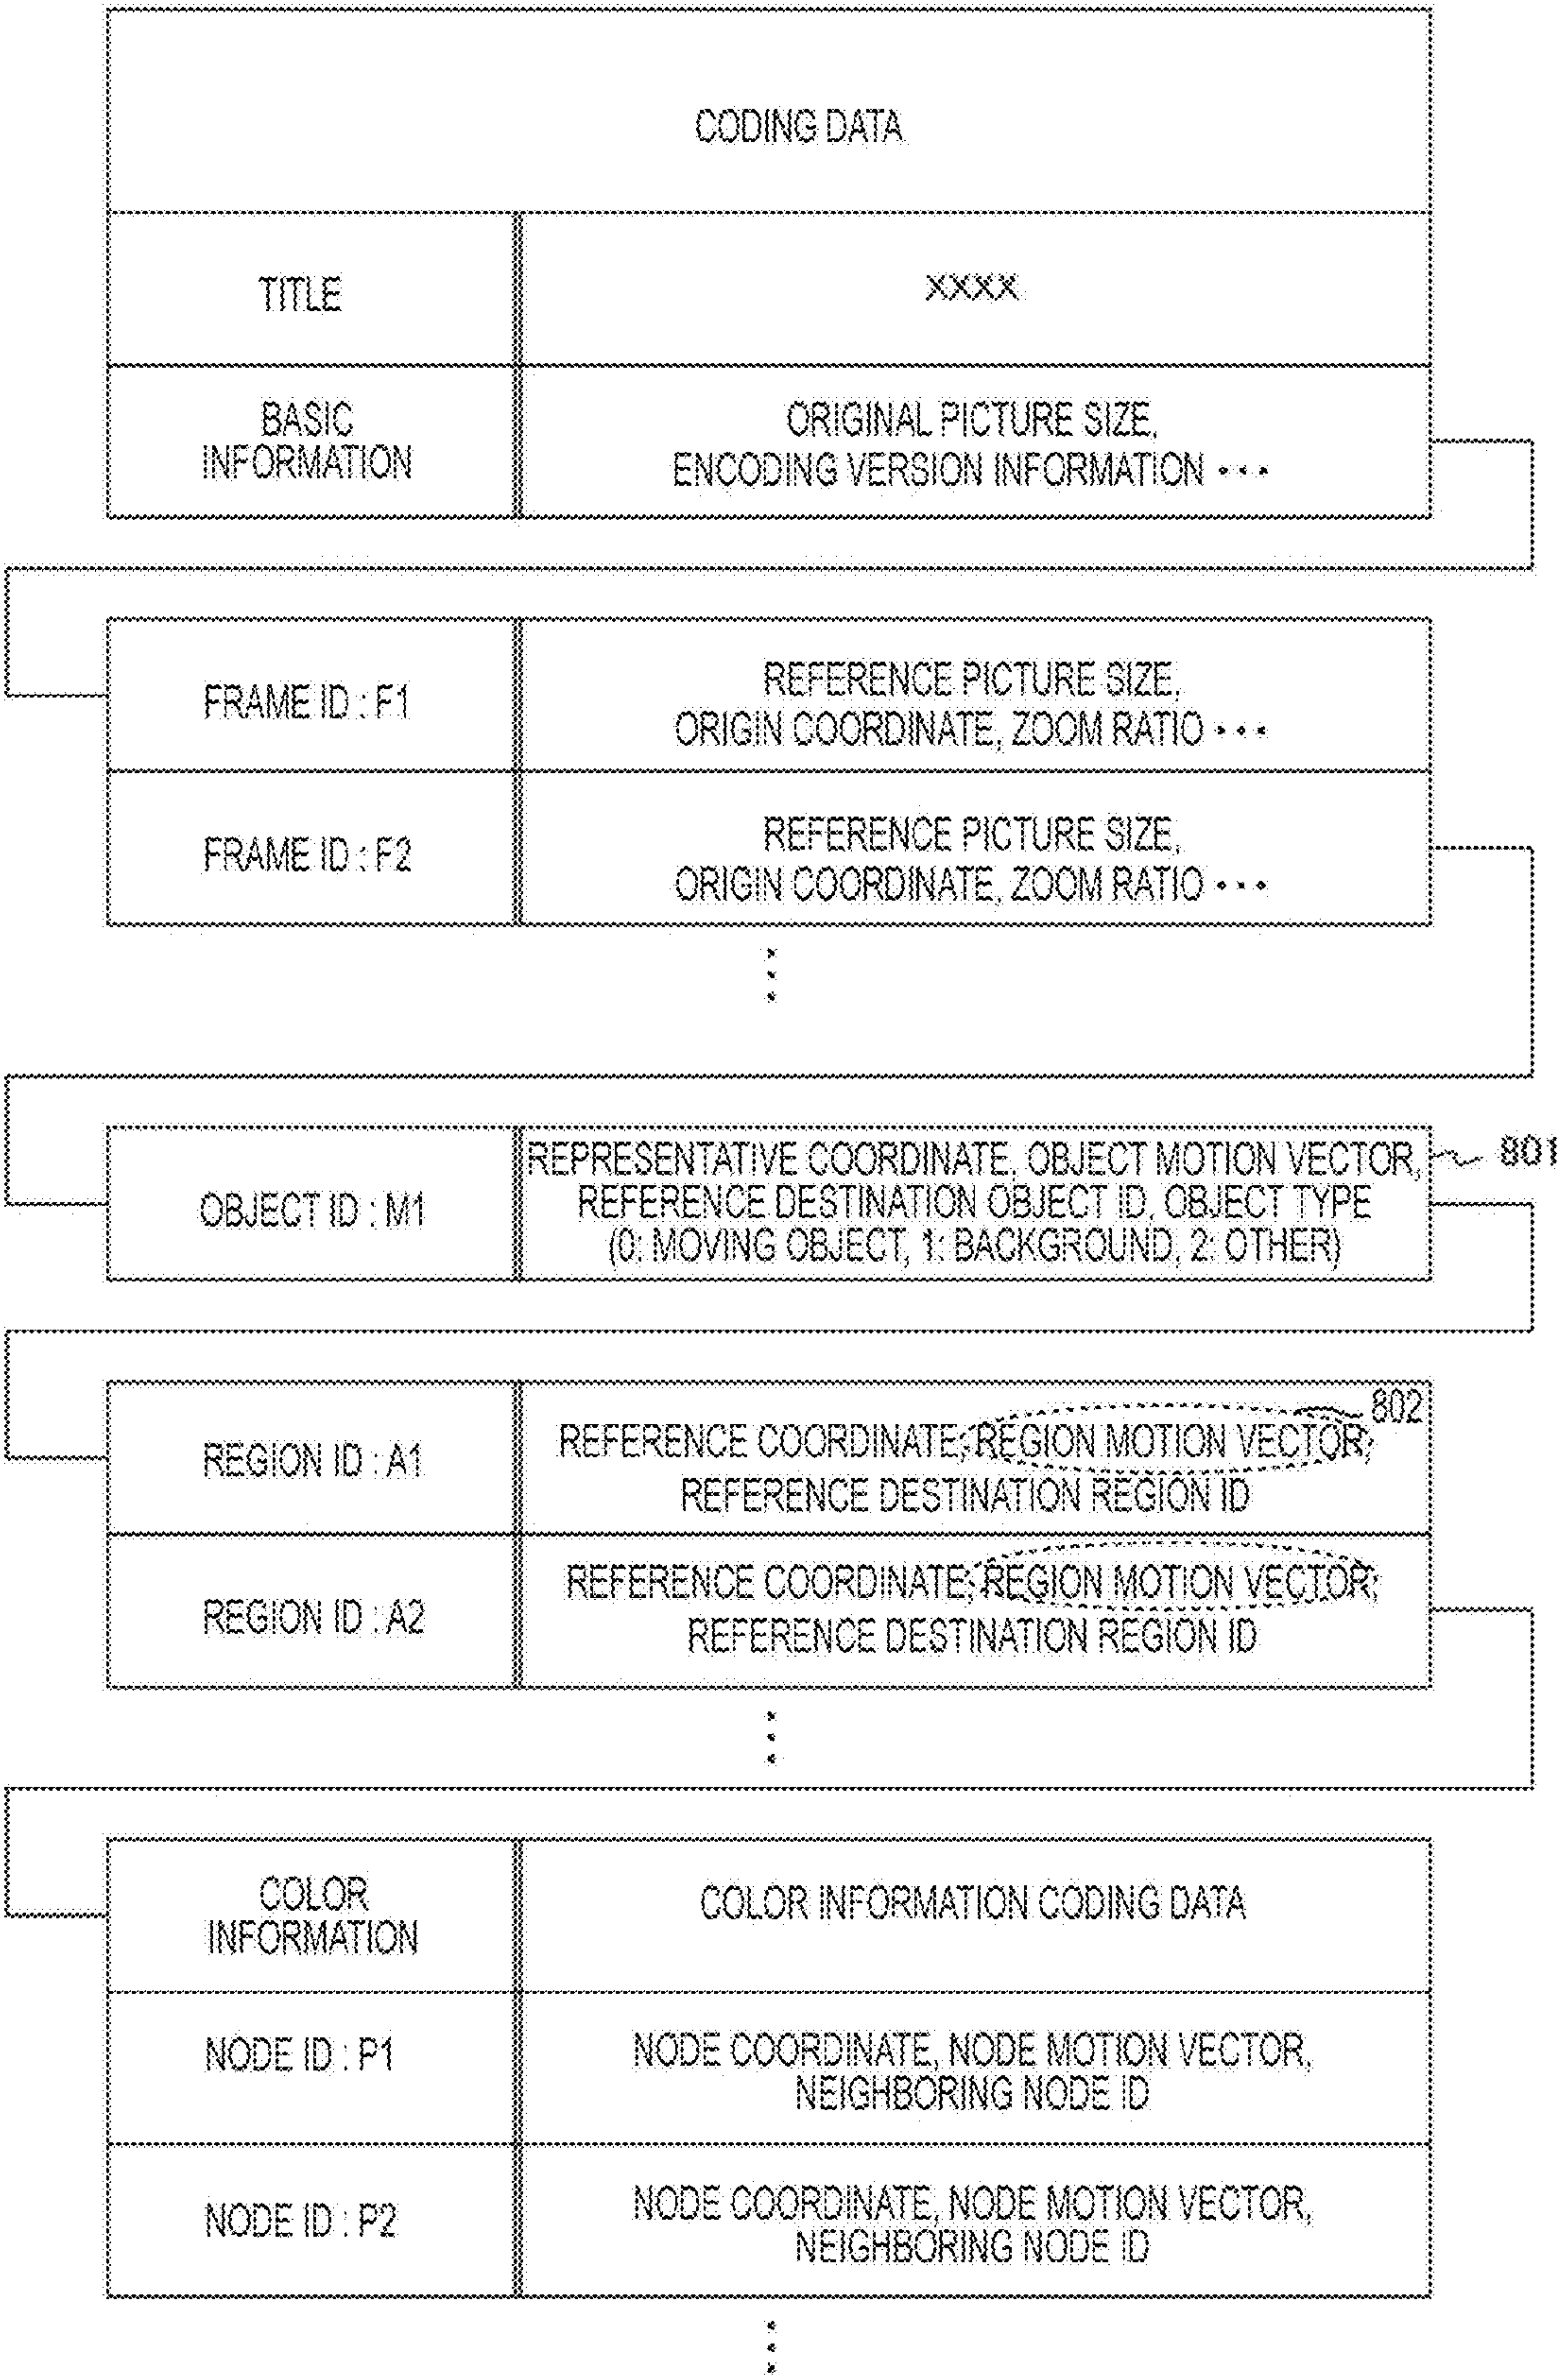 CODING DATA
TITLE
XXXX
BASIC
INFORMATION
ORIGINAL PICTURE SIZE,
ENCODING VERSION INFORMATION ···
FRAME ID : F1
REFERENCE PICTURE SIZE,
ORIGIN COORDINATE, ZOOM RATIO ···
FRAME ID : F2
REFERENCE PICTURE SIZE,
ORIGIN COORDINATE, ZOOM RATIO ···
OBJECT ID : M1
REPRESENTATIVE COORDINATE, OBJECT MOTION VECTOR,
REFERENCE DESTINATION OBJECT ID, OBJECT TYPE
(0: MOVING OBJECT, 1: BACKGROUND, 2: OTHER)
801
REGION ID : A1
802
REFERENCE COORDINATE, REGION MOTION VECTOR,
REFERENCE DESTINATION REGION ID
REGION ID : A2
REFERENCE COORDINATE, REGION MOTION VECTOR,
REFERENCE DESTINATION REGION ID
COLOR
INFORMATION
COLOR INFORMATION CODING DATA
NODE ID : P1
NODE COORDINATE, NODE MOTION VECTOR,
NEIGHBORING NODE ID
NODE ID : P2
NODE COORDINATE, NODE MOTION VECTOR,
NEIGHBORING NODE ID